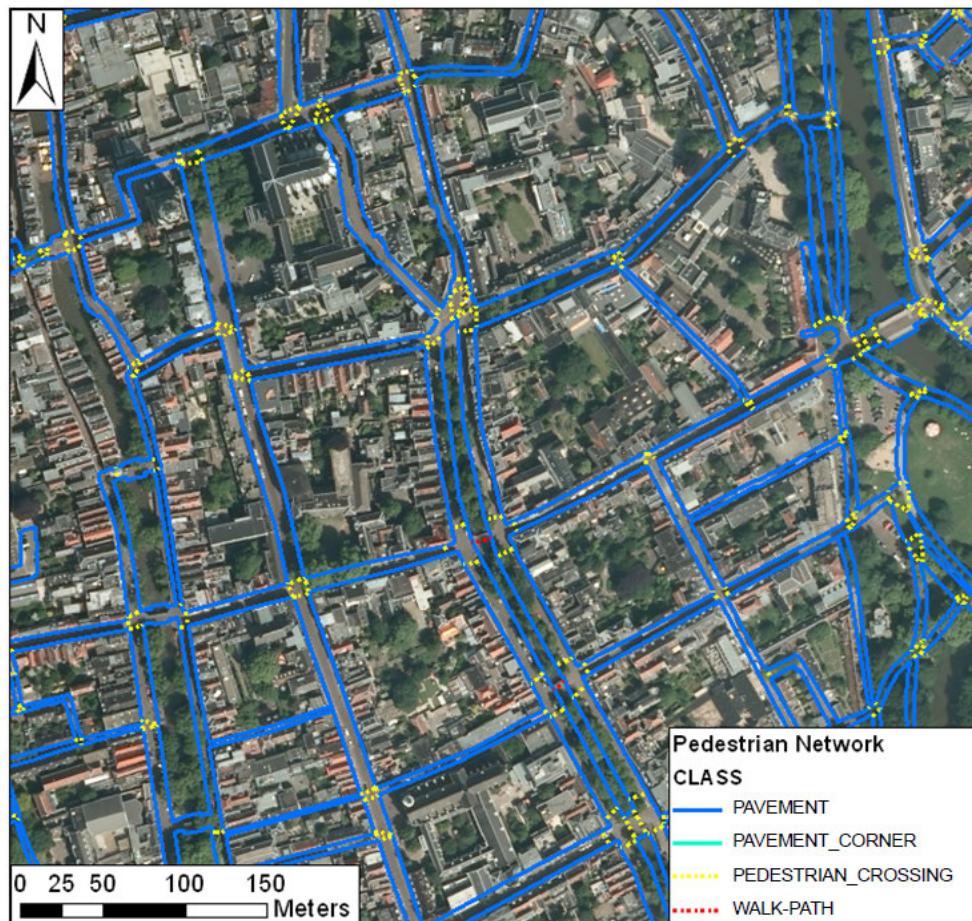 N
Pedestrian Network
CLASS
PAVEMENT
PAVEMENT_CORNER
PEDESTRIAN_CROSSING
WALK-PATH
0 25 50 100 150
Meters